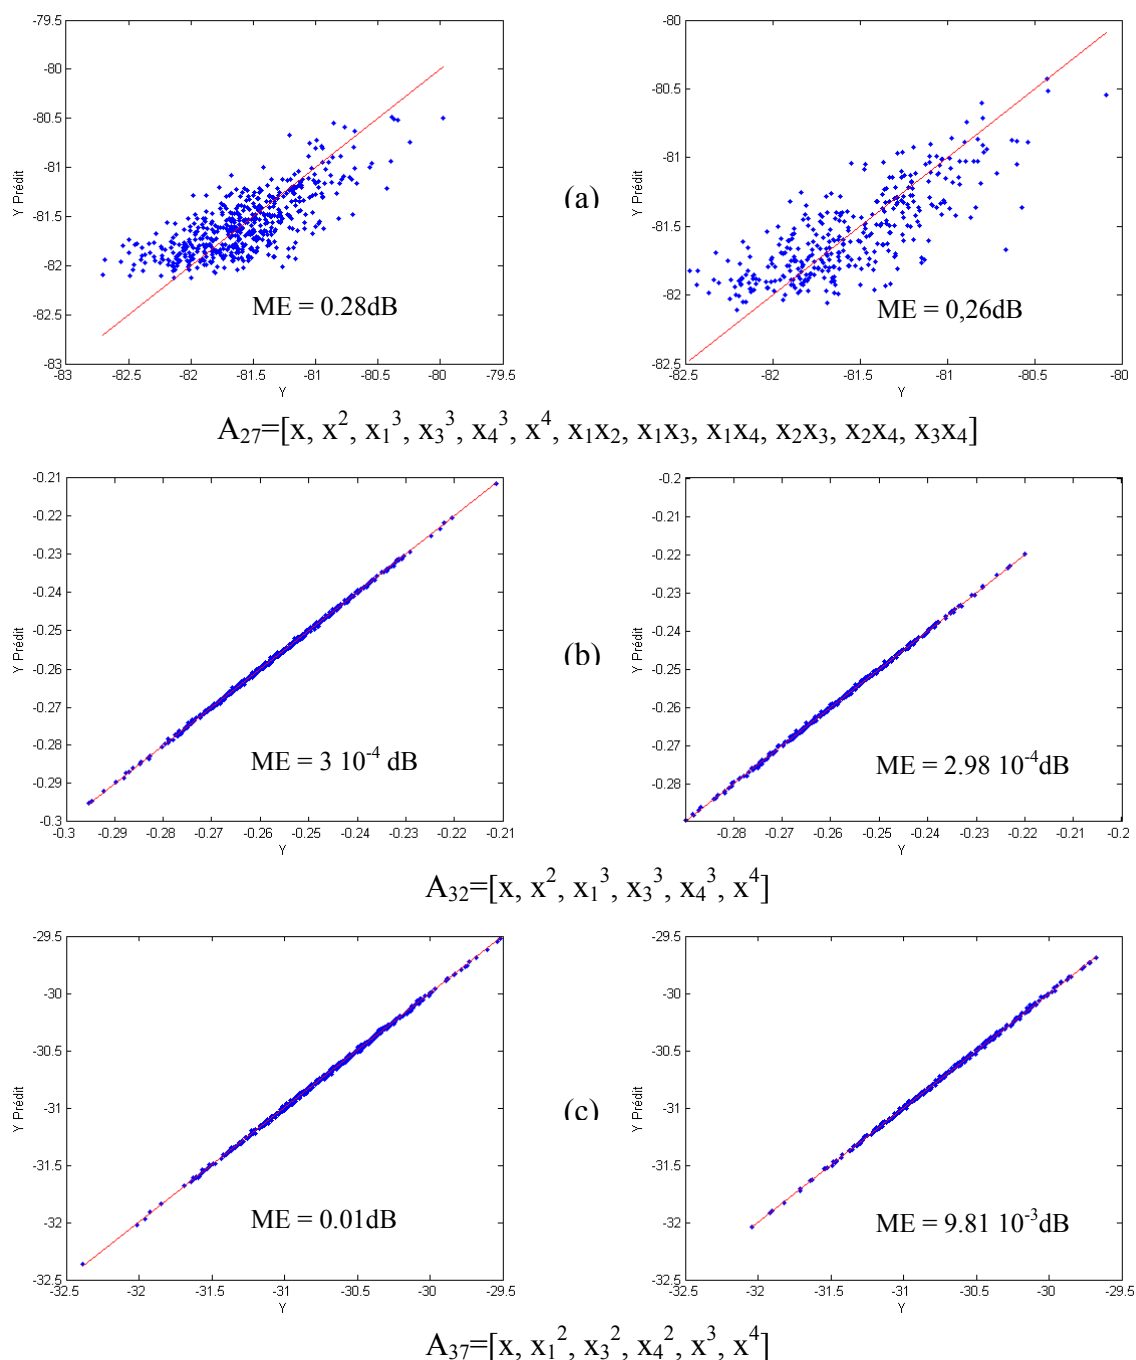 -79.5
-80
-80.5
-81
-81.5
-82
-82.5
-83
Y Prédit
-83 -82.5 -82 -81.5 -81 -80.5 -80 -79.5
Y
ME = 0.28dB
(a)
-80
-80.5
-81
-81.5
-82
-82.5
Y Prédit
-82.5 -82 -81.5 -81 -80.5 -80
Y
ME = 0,26dB
A₂₇=[x, x², x₁³, x₃³, x₄³, x⁴, x₁x₂, x₁x₃, x₁x₄, x₂x₃, x₂x₄, x₃x₄]
-0.21
-0.22
-0.23
-0.24
-0.25
-0.26
-0.27
-0.28
-0.29
-0.3
Y Prédit
-0.3 -0.29 -0.28 -0.27 -0.26 -0.25 -0.24 -0.23 -0.22 -0.21
Y
ME = 3 10⁻⁴ dB
(b)
-0.2
-0.21
-0.22
-0.23
-0.24
-0.25
-0.26
-0.27
-0.28
Y Prédit
-0.28 -0.27 -0.26 -0.25 -0.24 -0.23 -0.22 -0.21 -0.2
Y
ME = 2.98 10⁻⁴dB
A₃₂=[x, x², x₁³, x₃³, x₄³, x⁴]
-29.5
-30
-30.5
-31
-31.5
-32
-32.5
Y Prédit
-32.5 -32 -31.5 -31 -30.5 -30 -29.5
Y
ME = 0.01dB
(c)
-29.5
-30
-30.5
-31
-31.5
-32
-32.5
Y Prédit
-32.5 -32 -31.5 -31 -30.5 -30 -29.5
Y
ME = 9.81 10⁻³dB
A₃₇=[x, x₁², x₃², x₄², x³, x⁴]